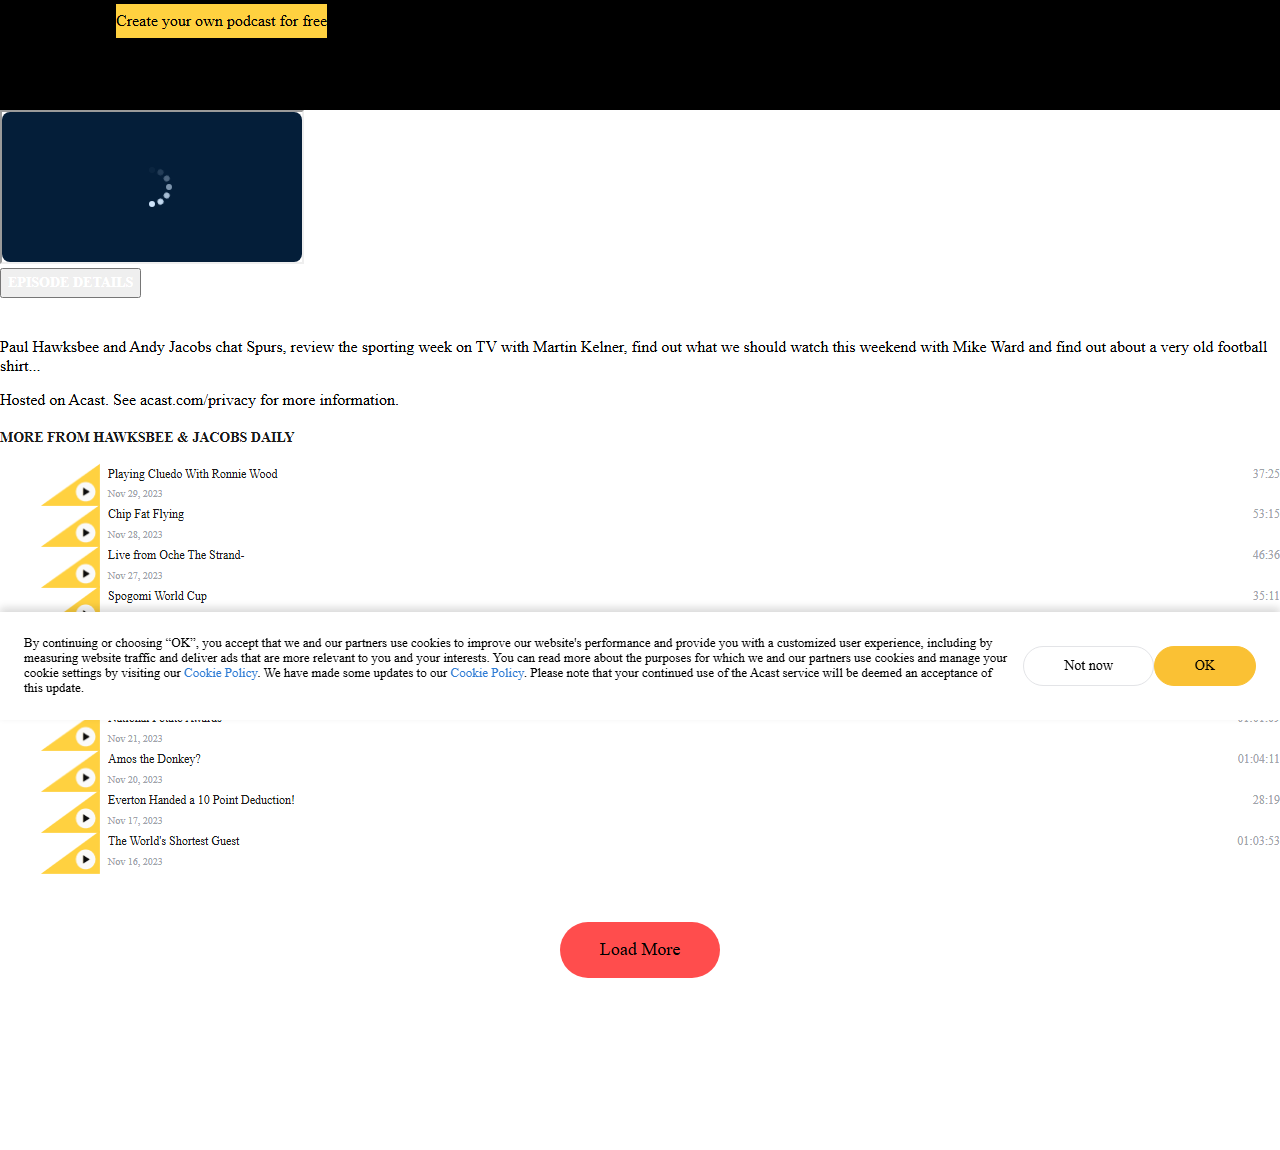 Create your own podcast for free
EPISODE DETAILS
Paul Hawksbee and Andy Jacobs chat Spurs, review the sporting week on TV with Martin Kelner, find out what we should watch this weekend with Mike Ward and find out about a very old football
shirt...
Hosted on Acast. See acast.com/privacy for more information.
MORE FROM HAWKSBEE & JACOBS DAILY
Playing Cluedo With Ronnie Wood 37:25
Nov 29, 2023
Chip Fat Flying 53:15
Nov 28, 2023
Live from Oche The Strand- 46:36
Nov 27, 2023
Spogomi World Cup 35:11
By continuing or choosing “OK”, you accept that we and our partners use cookies to improve our website's performance and provide you with a customized user experience, including by
measuring website traffic and deliver ads that are more relevant to you and your interests. You can read more about the purposes for which we and our partners use cookies and manage your
cookie settings by visiting our Cookie Policy. We have made some updates to our Cookie Policy. Please note that your continued use of the Acast service will be deemed an acceptance of
this update.
Not now
OK
National Potato Awards
Nov 21, 2023
Amos the Donkey? 01:04:11
Nov 20, 2023
Everton Handed a 10 Point Deduction! 28:19
Nov 17, 2023
The World's Shortest Guest 01:03:53
Nov 16, 2023
Load More